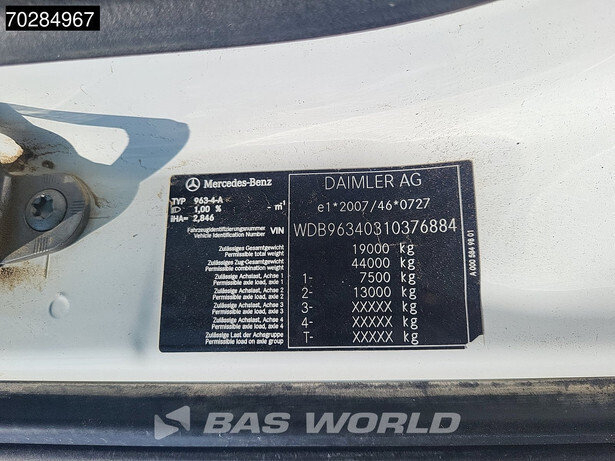 70284967
Mercedes-Benz DAIMLER AG
TYP 963-4-A
1,00 % - m-1 e1*2007/46*0727
iHA= 2,846
Fahrzeugidentifizierungsnummer
Vehicle Identification Number VIN WDB96340310376884
Zulässiges Gesamtgewicht
Permissible total weight 19000 kg
Zulässiges Zug-Gesamtgewicht
Permissible combination weight 44000 kg
Zulässige Achslast, Achse 1
Permissible axle load, axle 1 1- 7500 kg
Zulässige Achslast, Achse 2
Permissible axle load, axle 2 2- 13000 kg
Zulässige Achslast, Achse 3
Permissible axle load, axle 3 3- XXXXX kg
Zulässige Achslast, Achse 4
Permissible axle load, axle 4 4- XXXXX kg
Zulässige Last der Achsgruppe
Permissible load on axle group T- XXXXX kg
A 000 584 98 01
BAS WORLD